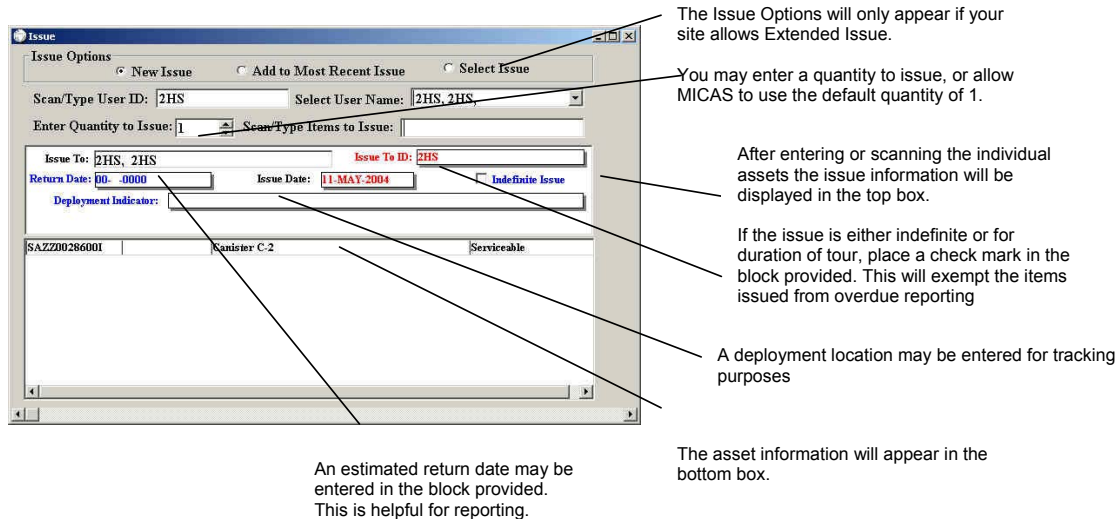 The Issue Options will only appear if your
site allows Extended Issue.
Issue
Issue Options
New Issue Add to Most Recent Issue Select Issue
You may enter a quantity to issue, or allow
MICAS to use the default quantity of 1.
Scan/Type User ID: 2HS Select User Name: 2HS, 2HS,
Enter Quantity to Issue: 1 Scan/Type Items to Issue:
Issue To: 2HS, 2HS Issue To ID: 2HS
Return Date: 00- -0000 Issue Date: 11-MAY-2004 Indefinite Issue
Deployment Indicator:
After entering or scanning the individual
assets the issue information will be
displayed in the top box.
SAZZ0028600I Canister C-2 Serviceable
If the issue is either indefinite or for
duration of tour, place a check mark in the
block provided. This will exempt the items
issued from overdue reporting
A deployment location may be entered for tracking
purposes
The asset information will appear in the
bottom box.
An estimated return date may be
entered in the block provided.
This is helpful for reporting.